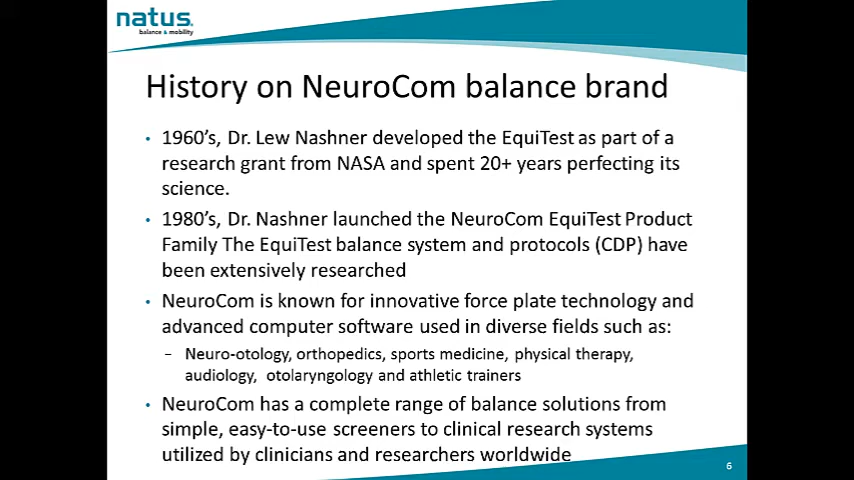 natus.
balance & mobility
History on NeuroCom balance brand
• 1960's, Dr. Lew Nashner developed the EquiTest as part of a
research grant from NASA and spent 20+ years perfecting its
science.
• 1980's, Dr. Nashner launched the NeuroCom EquiTest Product
Family The EquiTest balance system and protocols (CDP) have
been extensively researched
• NeuroCom is known for innovative force plate technology and
advanced computer software used in diverse fields such as:
– Neuro-otology, orthopedics, sports medicine, physical therapy,
audiology, otolaryngology and athletic trainers
• NeuroCom has a complete range of balance solutions from
simple, easy-to-use screeners to clinical research systems
utilized by clinicians and researchers worldwide
6